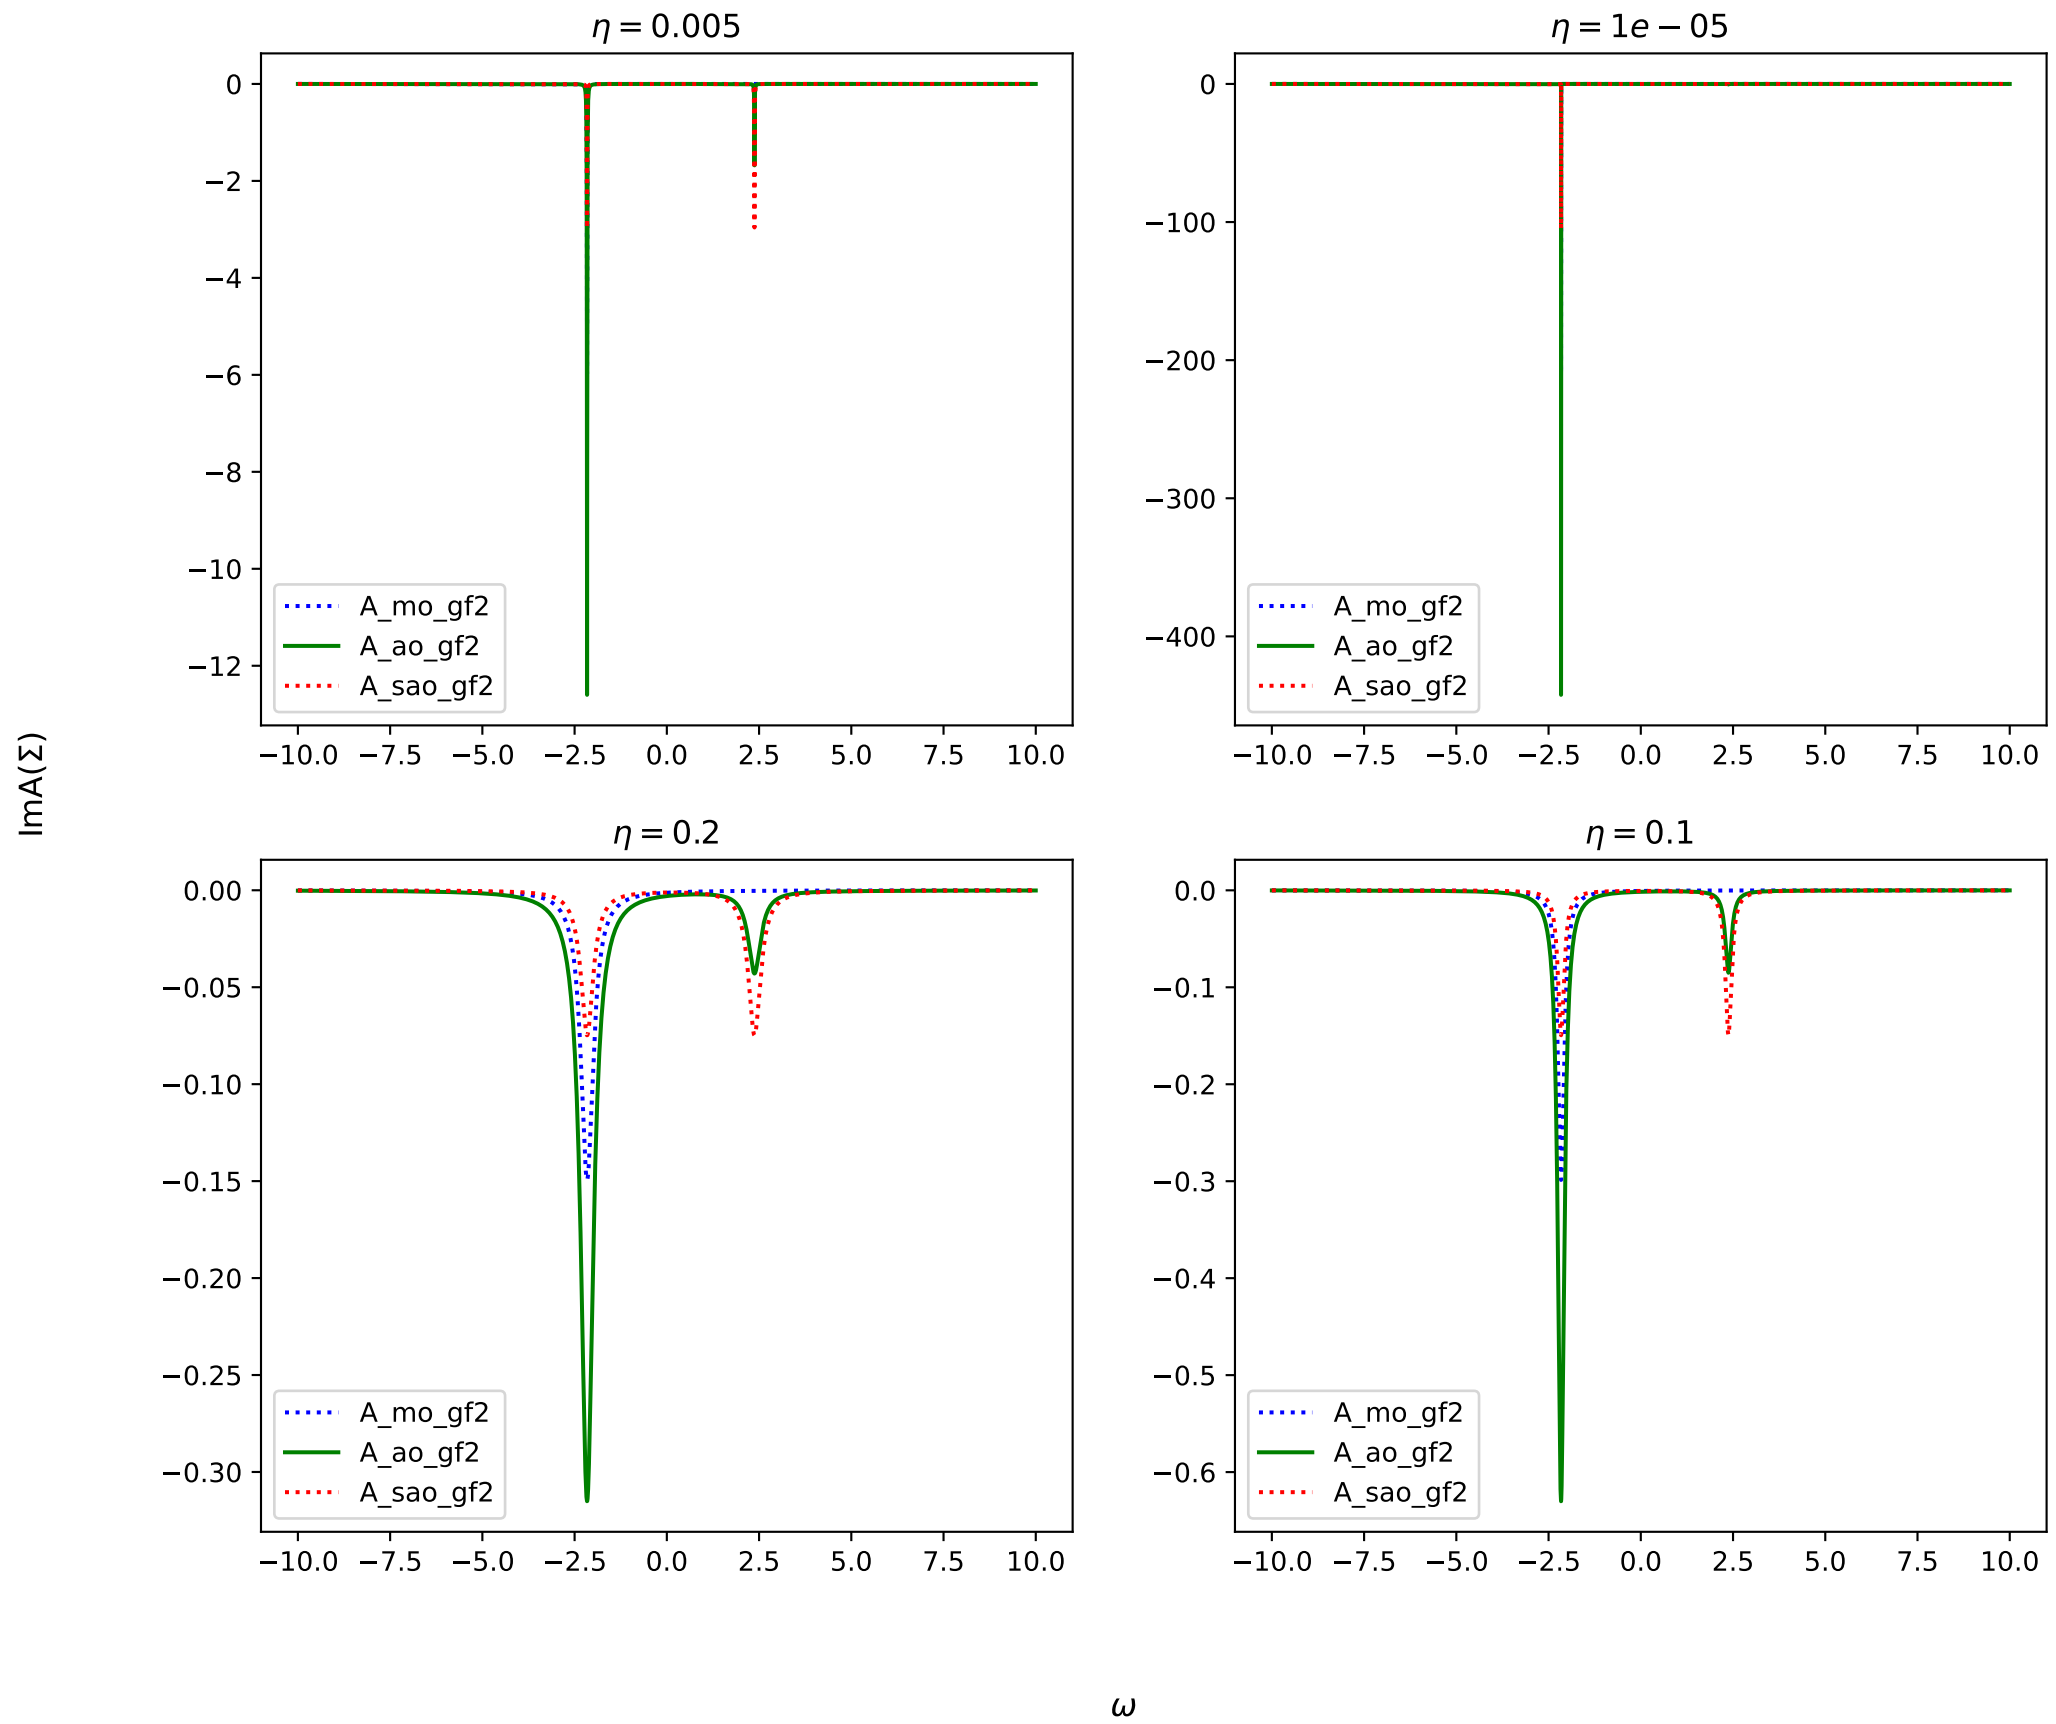 η = 0.005
0
−2
−4
−6
−8
−10
−12
A_mo_gf2
A_ao_gf2
A_sao_gf2
−10.0 −7.5 −5.0 −2.5 0.0 2.5 5.0 7.5 10.0
η = 1e − 05
0
−100
−200
−300
−400
A_mo_gf2
A_ao_gf2
A_sao_gf2
−10.0 −7.5 −5.0 −2.5 0.0 2.5 5.0 7.5 10.0
ImA(Σ)
η = 0.2
0.00
−0.05
−0.10
−0.15
−0.20
−0.25
−0.30
A_mo_gf2
A_ao_gf2
A_sao_gf2
−10.0 −7.5 −5.0 −2.5 0.0 2.5 5.0 7.5 10.0
η = 0.1
0.0
−0.1
−0.2
−0.3
−0.4
−0.5
−0.6
A_mo_gf2
A_ao_gf2
A_sao_gf2
−10.0 −7.5 −5.0 −2.5 0.0 2.5 5.0 7.5 10.0
ω